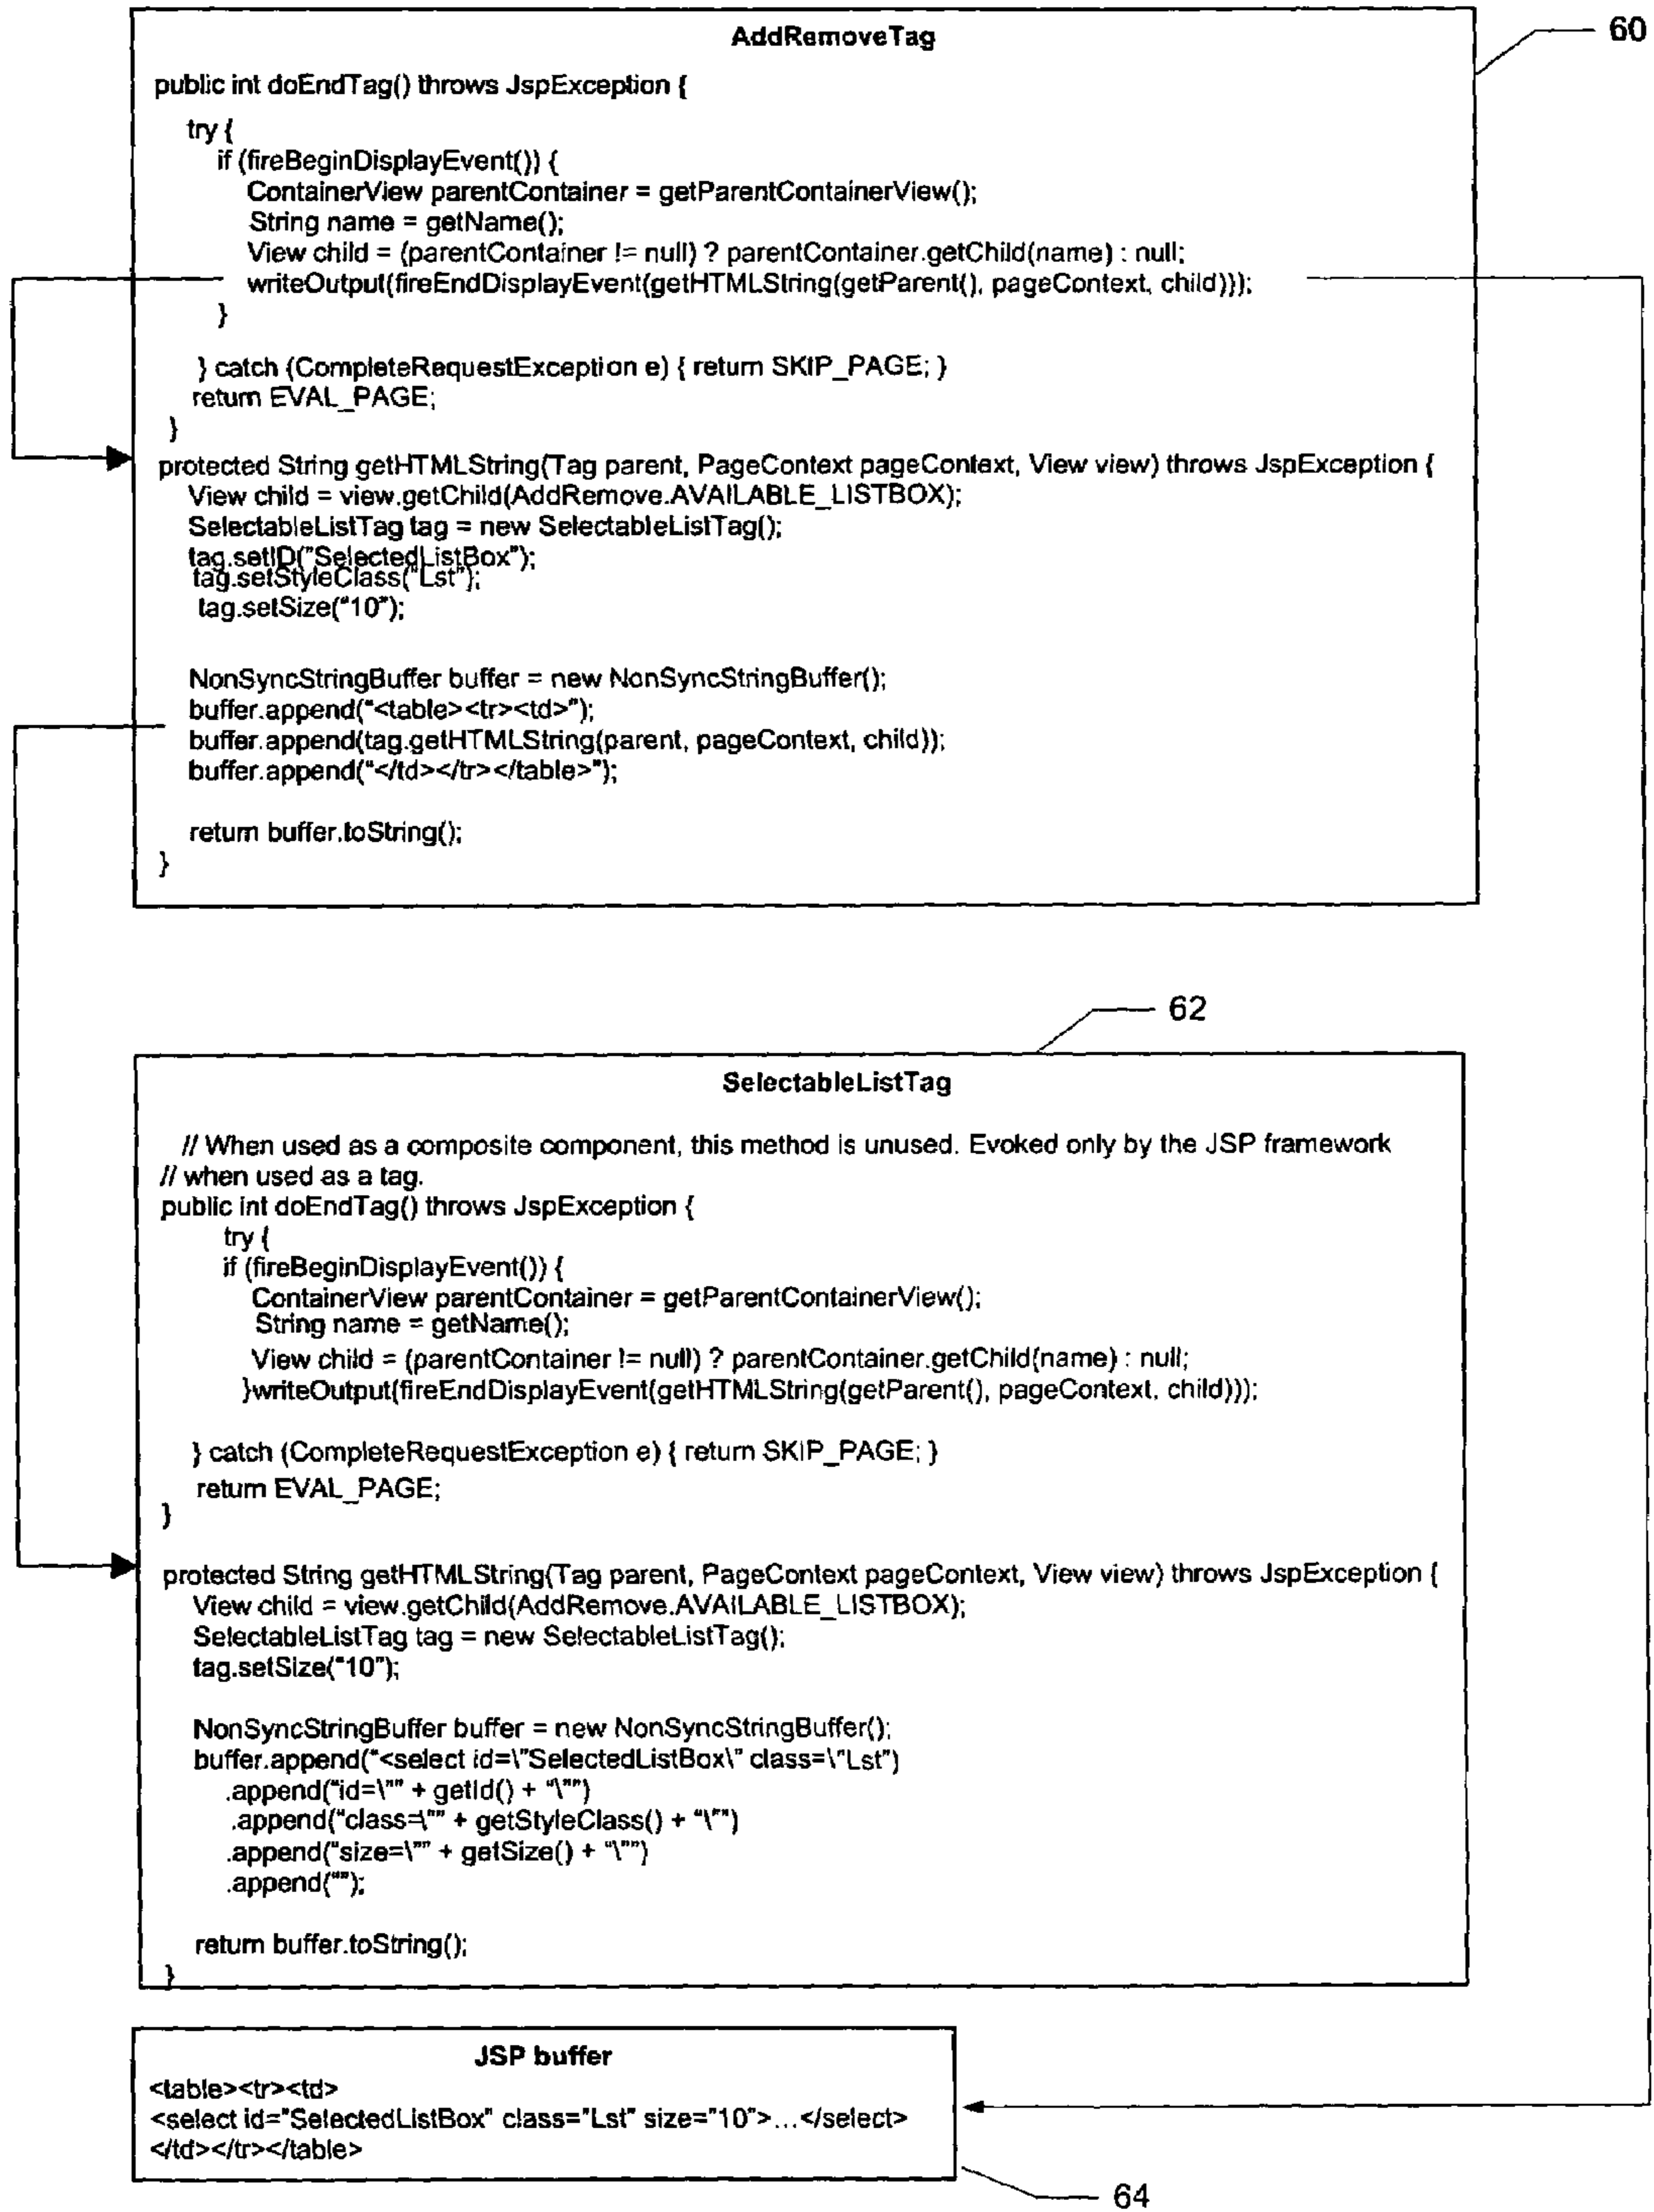 AddRemoveTag
60
public int doEndTag() throws JspException {
try {
if (fireBeginDisplayEvent()) {
ContainerView parentContainer = getParentContainerView();
String name = getName();
View child = (parentContainer != null) ? parentContainer.getChild(name) : null;
writeOutput(fireEndDisplayEvent(getHTMLString(getParent(), pageContext, child)));
}
} catch (CompleteRequestException e) { return SKIP_PAGE; }
return EVAL_PAGE;
}
protected String getHTMLString(Tag parent, PageContext pageContext, View view) throws JspException {
View child = view.getChild(AddRemove.AVAILABLE_LISTBOX);
SelectableListTag tag = new SelectableListTag();
tag.setID("SelectedListBox");
tag.setStyleClass("Lst");
tag.setSize("10");
NonSyncStringBuffer buffer = new NonSyncStringBuffer();
buffer.append("<table><tr><td>");
buffer.append(tag.getHTMLString(parent, pageContext, child));
buffer.append("</td></tr></table>");
return buffer.toString();
}
62
SelectableListTag
// When used as a composite component, this method is unused. Evoked only by the JSP framework
// when used as a tag.
public int doEndTag() throws JspException {
try {
if (fireBeginDisplayEvent()) {
ContainerView parentContainer = getParentContainerView();
String name = getName();
View child = (parentContainer != null) ? parentContainer.getChild(name) : null;
}writeOutput(fireEndDisplayEvent(getHTMLString(getParent(), pageContext, child)));
} catch (CompleteRequestException e) { return SKIP_PAGE; }
return EVAL_PAGE;
}
protected String getHTMLString(Tag parent, PageContext pageContext, View view) throws JspException {
View child = view.getChild(AddRemove.AVAILABLE_LISTBOX);
SelectableListTag tag = new SelectableListTag();
tag.setSize("10");
NonSyncStringBuffer buffer = new NonSyncStringBuffer();
buffer.append("<select id=\"SelectedListBox\" class=\"Lst")
.append("id=\"" + getId() + "\"")
.append("class=\"" + getStyleClass() + "\"")
.append("size=\"" + getSize() + "\"")
.append("");
return buffer.toString();
}
JSP buffer
<table><tr><td>
<select id="SelectedListBox" class="Lst" size="10">...</select>
</td></tr></table>
64